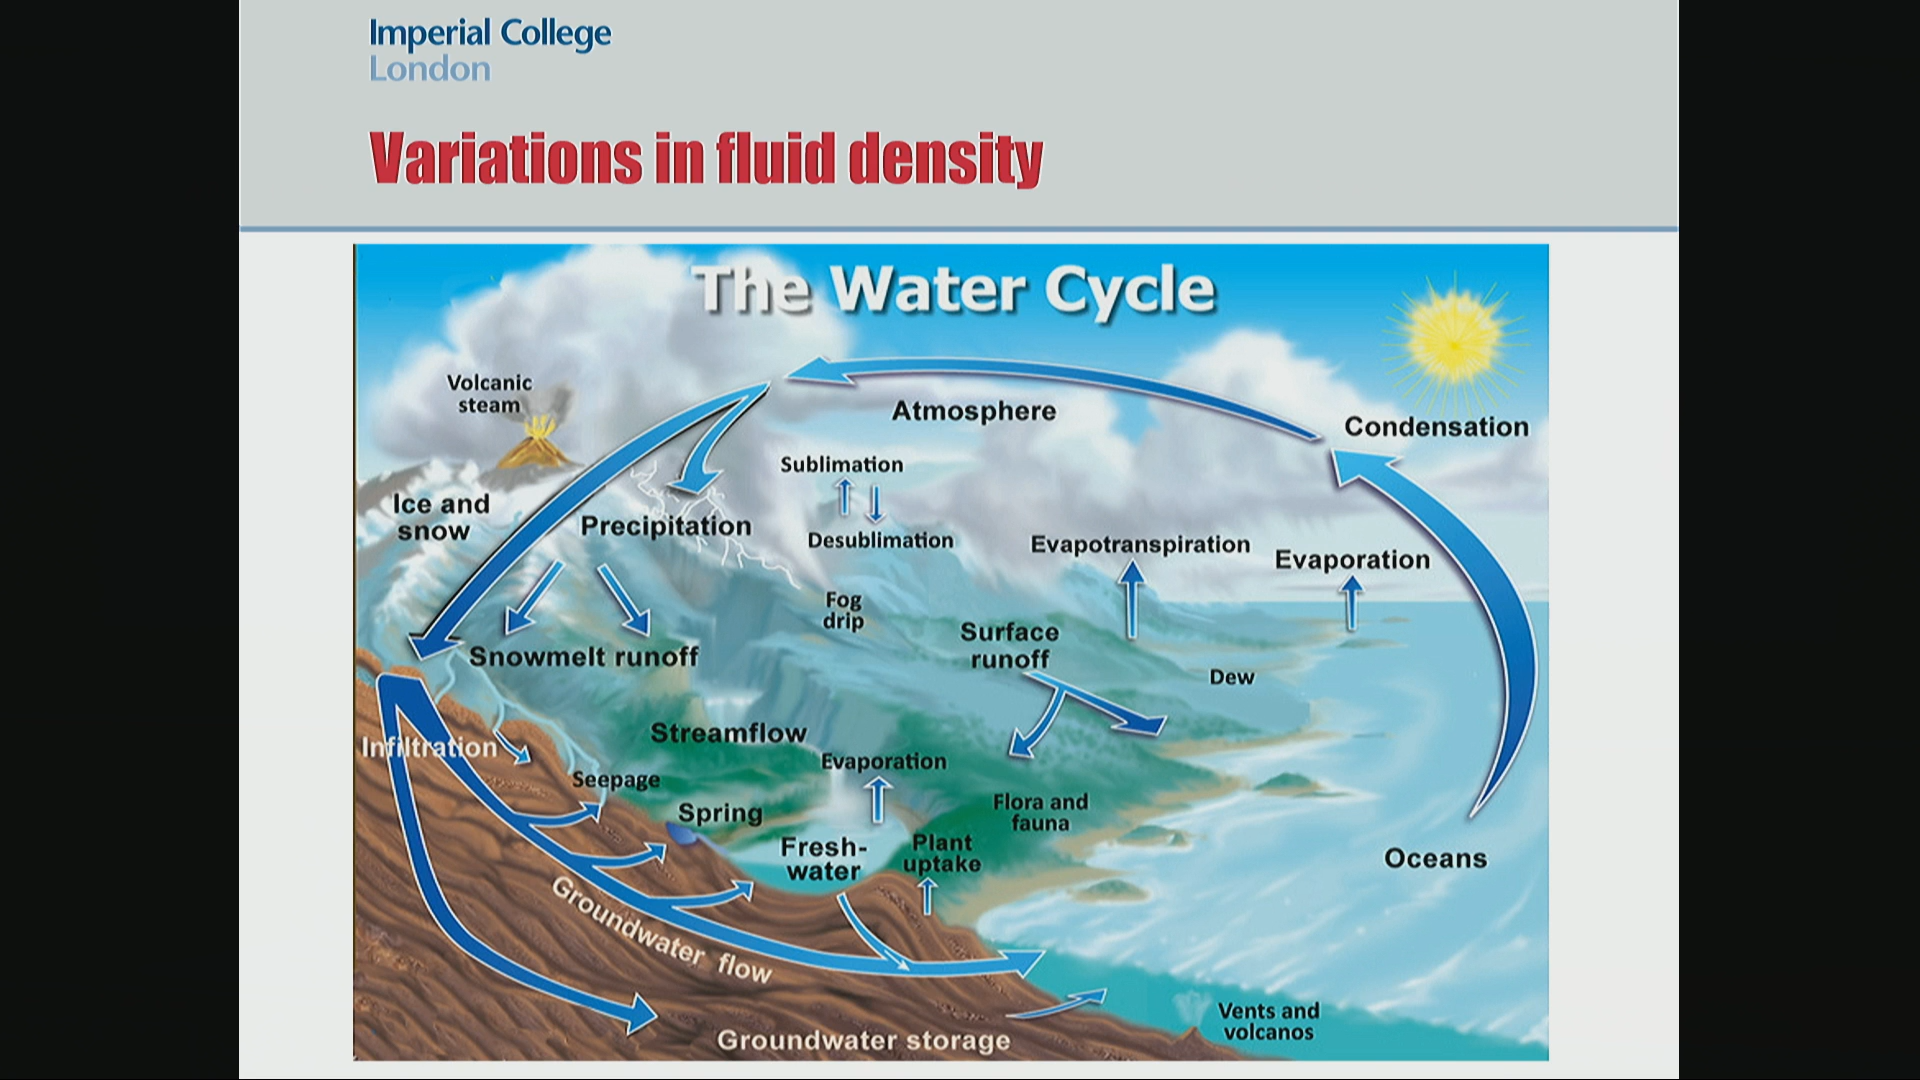 Imperial College
London
Variations in fluid density
The Water Cycle
Volcanic
steam
Atmosphere
Condensation
Sublimation
Ice and
snow
Precipitation
Desublimation
Evapotranspiration
Evaporation
Fog
drip
Surface
runoff
Snowmelt runoff
Dew
Streamflow
Infiltration
Evaporation
Seepage
Spring
Flora and
fauna
Fresh-
water
Plant
uptake
Oceans
Groundwater flow
Vents and
volcanos
Groundwater storage